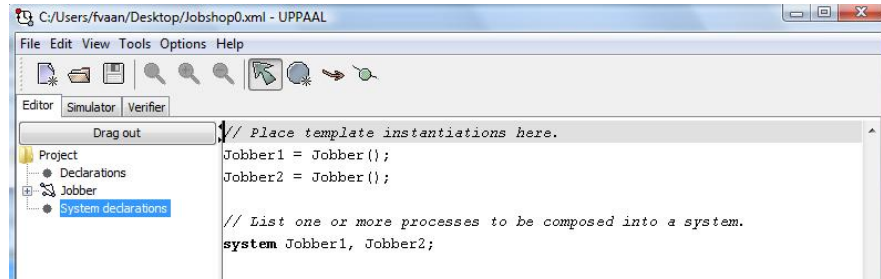 C:/Users/fvaan/Desktop/Jobshop0.xml - UPPAAL
File Edit View Tools Options Help
Editor Simulator Verifier
Drag out
Project
Declarations
Jobber
System declarations
// Place template instantiations here.
Jobber1 = Jobber();
Jobber2 = Jobber();
// List one or more processes to be composed into a system.
system Jobber1, Jobber2;